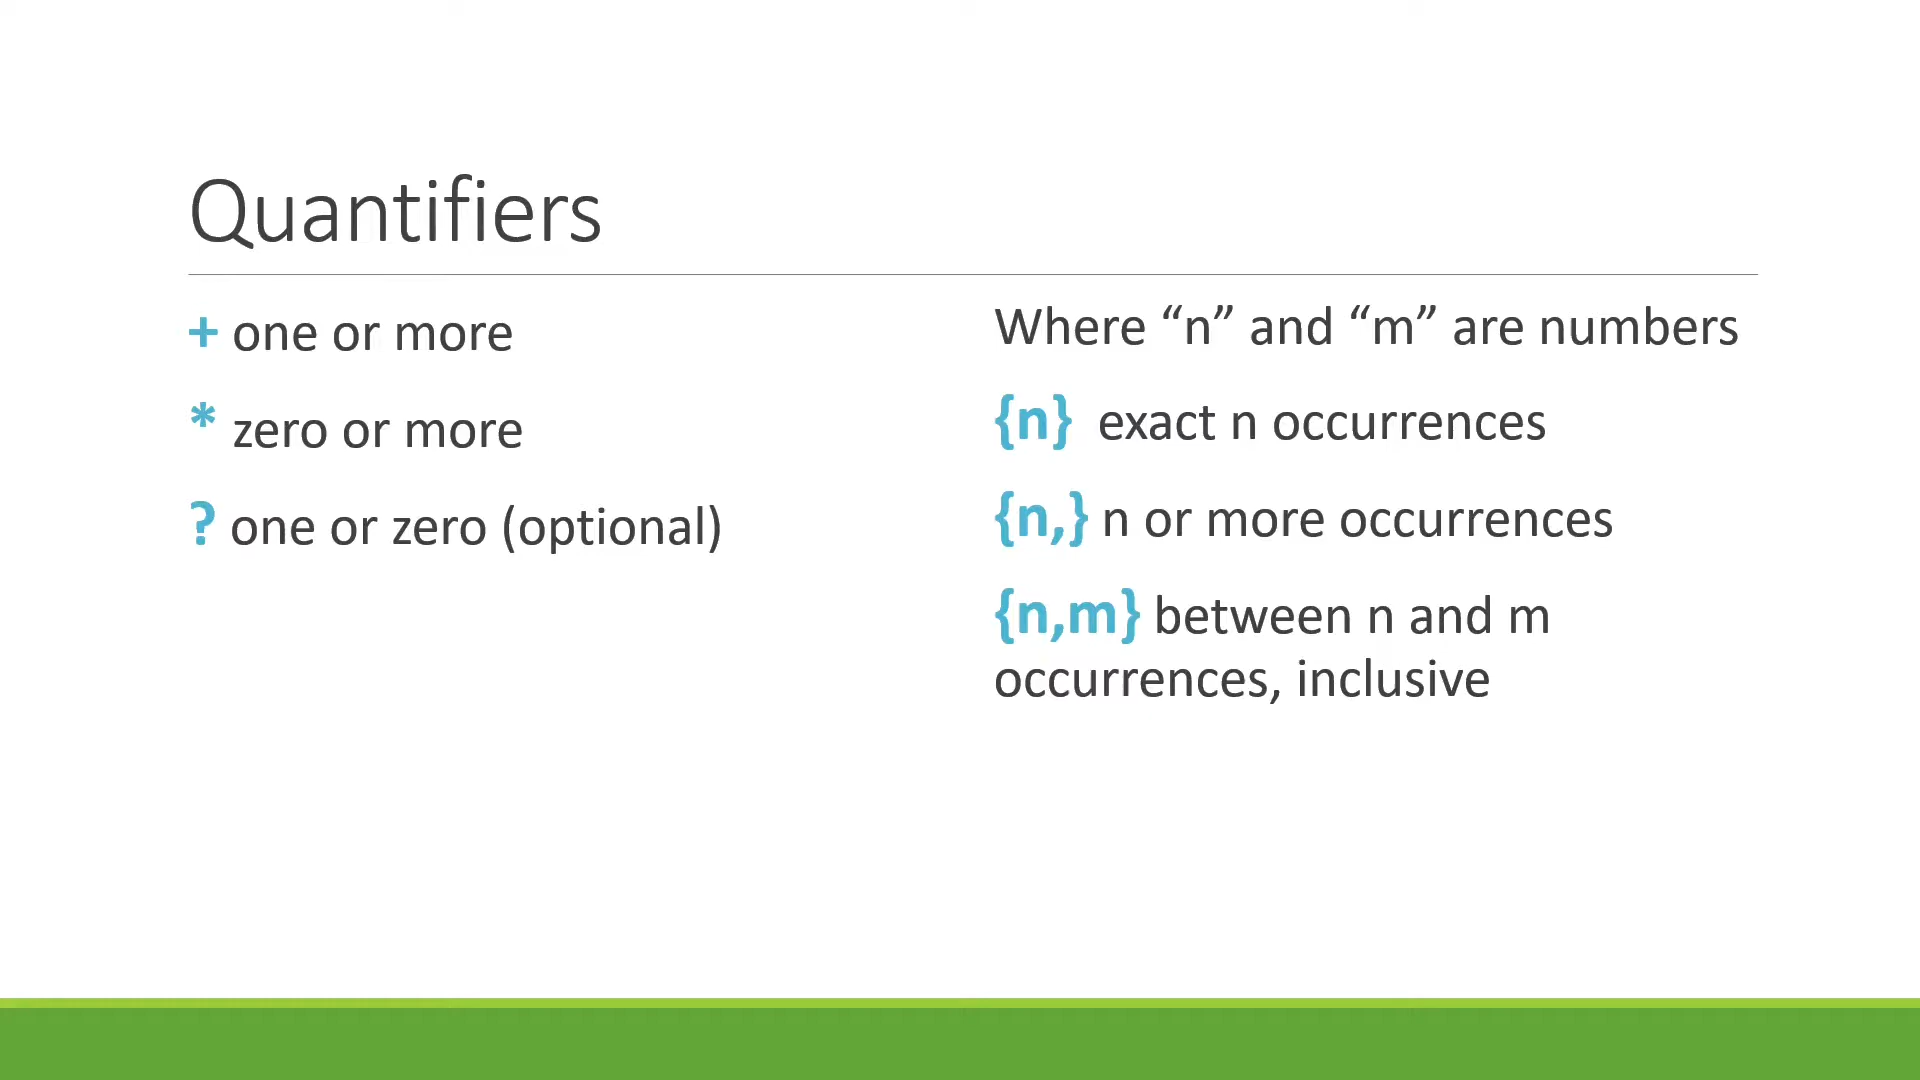 Quantifiers
+ one or more
* zero or more
? one or zero (optional)
Where “n” and “m” are numbers
{n} exact n occurrences
{n,} n or more occurrences
{n,m} between n and m
occurrences, inclusive